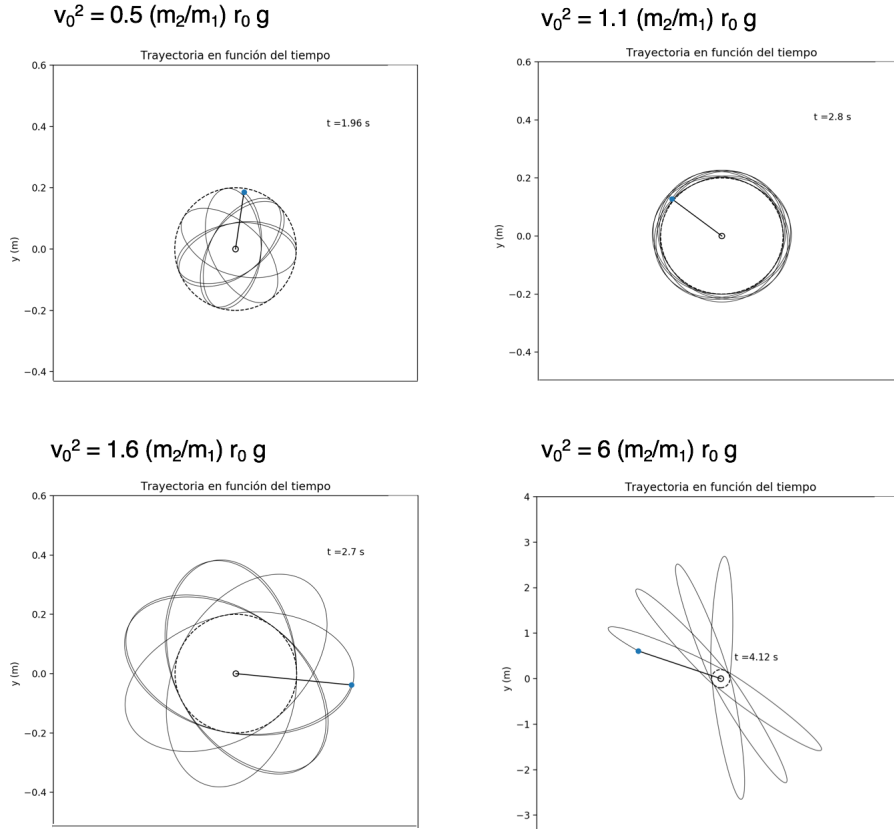 v₀² = 0.5 (m₂/m₁) r₀ g
Trayectoria en función del tiempo
0.6
t =1.96 s
0.4
0.2
y (m)
0.0
−0.2
−0.4
v₀² = 1.1 (m₂/m₁) r₀ g
Trayectoria en función del tiempo
0.6
t =2.8 s
0.4
0.2
y (m)
0.0
−0.2
−0.4
v₀² = 1.6 (m₂/m₁) r₀ g
Trayectoria en función del tiempo
0.6
t =2.7 s
0.4
0.2
y (m)
0.0
−0.2
−0.4
v₀² = 6 (m₂/m₁) r₀ g
Trayectoria en función del tiempo
4
3
2
1
t =4.12 s
y (m)
0
−1
−2
−3